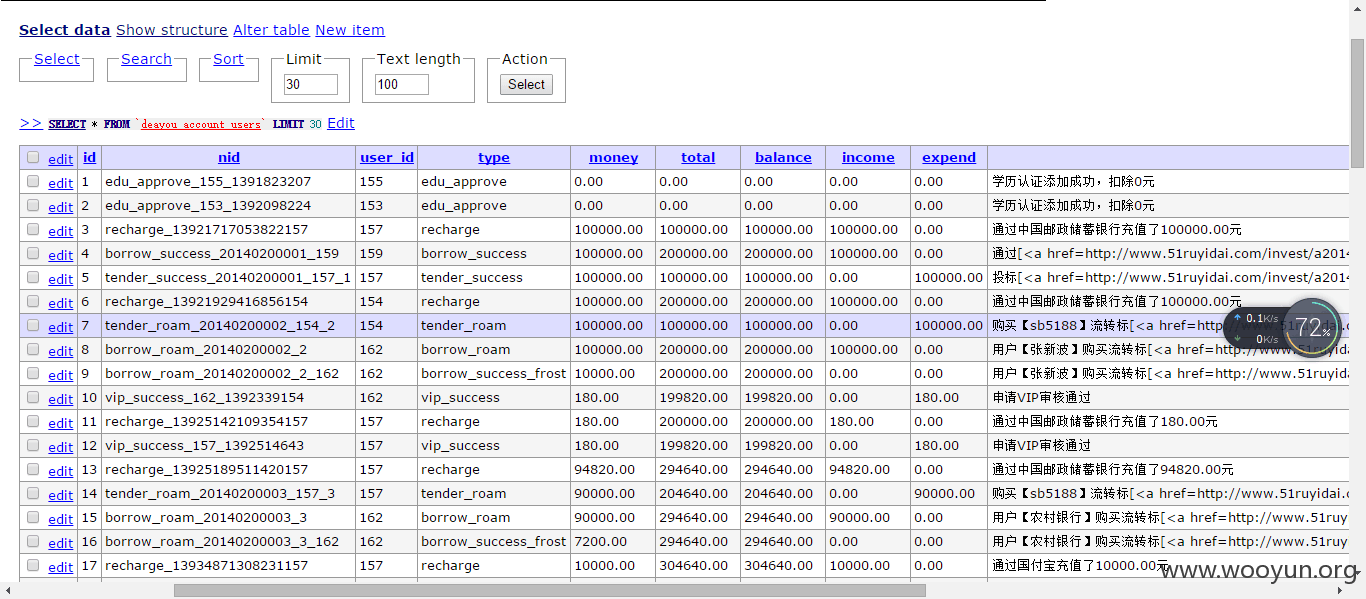 Select data Show structure Alter table New item
Select Search Sort Limit Text length Action
30 100 Select
>> SELECT * FROM `deayou_account_users` LIMIT 30 Edit
edit id nid user_id type money total balance income expend
edit 1 edu_approve_155_1391823207 155 edu_approve 0.00 0.00 0.00 0.00 0.00 学历认证添加成功，扣除0元
edit 2 edu_approve_153_1392098224 153 edu_approve 0.00 0.00 0.00 0.00 0.00 学历认证添加成功，扣除0元
edit 3 recharge_13921717053822157 157 recharge 100000.00 100000.00 100000.00 100000.00 0.00 通过中国邮政储蓄银行充值了100000.00元
edit 4 borrow_success_20140200001_159 159 borrow_success 100000.00 200000.00 200000.00 100000.00 0.00 通过[<a href=http://www.51ruyidai.com/invest/a2014
edit 5 tender_success_20140200001_157_1 157 tender_success 100000.00 100000.00 100000.00 0.00 100000.00 投标[<a href=http://www.51ruyidai.com/invest/a2014
edit 6 recharge_13921929416856154 154 recharge 100000.00 200000.00 200000.00 100000.00 0.00 通过中国邮政储蓄银行充值了100000.00元
edit 7 tender_roam_20140200002_154_2 154 tender_roam 100000.00 100000.00 100000.00 0.00 100000.00 购买【sb5188】流转标[<a href=http
edit 8 borrow_roam_20140200002_2 162 borrow_roam 100000.00 100000.00 100000.00 100000.00 0.00 用户【张新波】购买流转标[<a href=http://www.51ruy
edit 9 borrow_roam_20140200002_2_162 162 borrow_success_frost 10000.00 200000.00 200000.00 0.00 0.00 用户【张新波】购买流转标[<a href=http://www.51ruy
edit 10 vip_success_162_1392339154 162 vip_success 180.00 199820.00 199820.00 0.00 180.00 申请VIP审核通过
edit 11 recharge_13925142109354157 157 recharge 180.00 200000.00 200000.00 180.00 0.00 通过中国邮政储蓄银行充值了180.00元
edit 12 vip_success_157_1392514643 157 vip_success 180.00 199820.00 199820.00 0.00 180.00 申请VIP审核通过
edit 13 recharge_13925189511420157 157 recharge 94820.00 294640.00 294640.00 94820.00 0.00 通过中国邮政储蓄银行充值了94820.00元
edit 14 tender_roam_20140200003_157_3 157 tender_roam 90000.00 204640.00 204640.00 0.00 90000.00 购买【sb5188】流转标[<a href=http://www.51ruyidai.
edit 15 borrow_roam_20140200003_3 162 borrow_roam 90000.00 294640.00 294640.00 90000.00 0.00 用户【农村银行】购买流转标[<a href=http://www.51ruy
edit 16 borrow_roam_20140200003_3_162 162 borrow_success_frost 7200.00 294640.00 294640.00 0.00 0.00 用户【农村银行】购买流转标[<a href=http://www.51ruy
edit 17 recharge_13934871308231157 157 recharge 10000.00 304640.00 304640.00 10000.00 0.00 通过国付宝充值了10000.00元
0.1K/s
0K/s
72%
www.wooyun.org